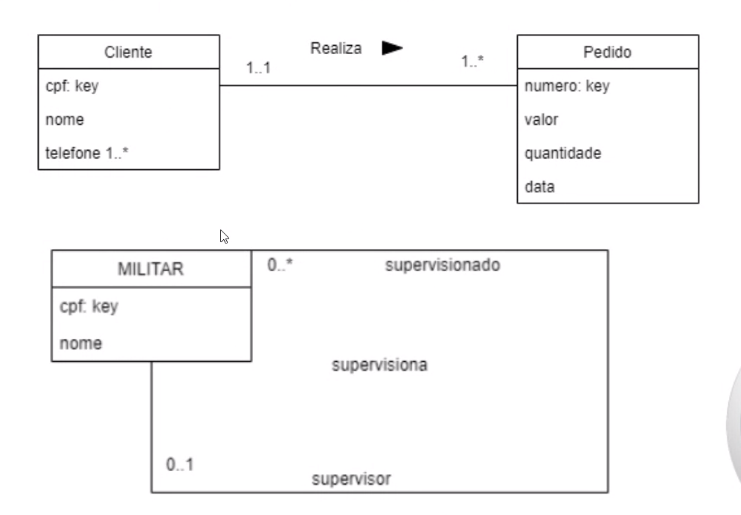 Cliente
cpf: key
nome
telefone 1..*
1..1
Realiza
1..*
Pedido
numero: key
valor
quantidade
data
MILITAR
cpf: key
nome
0..*
supervisionado
supervisiona
0..1
supervisor